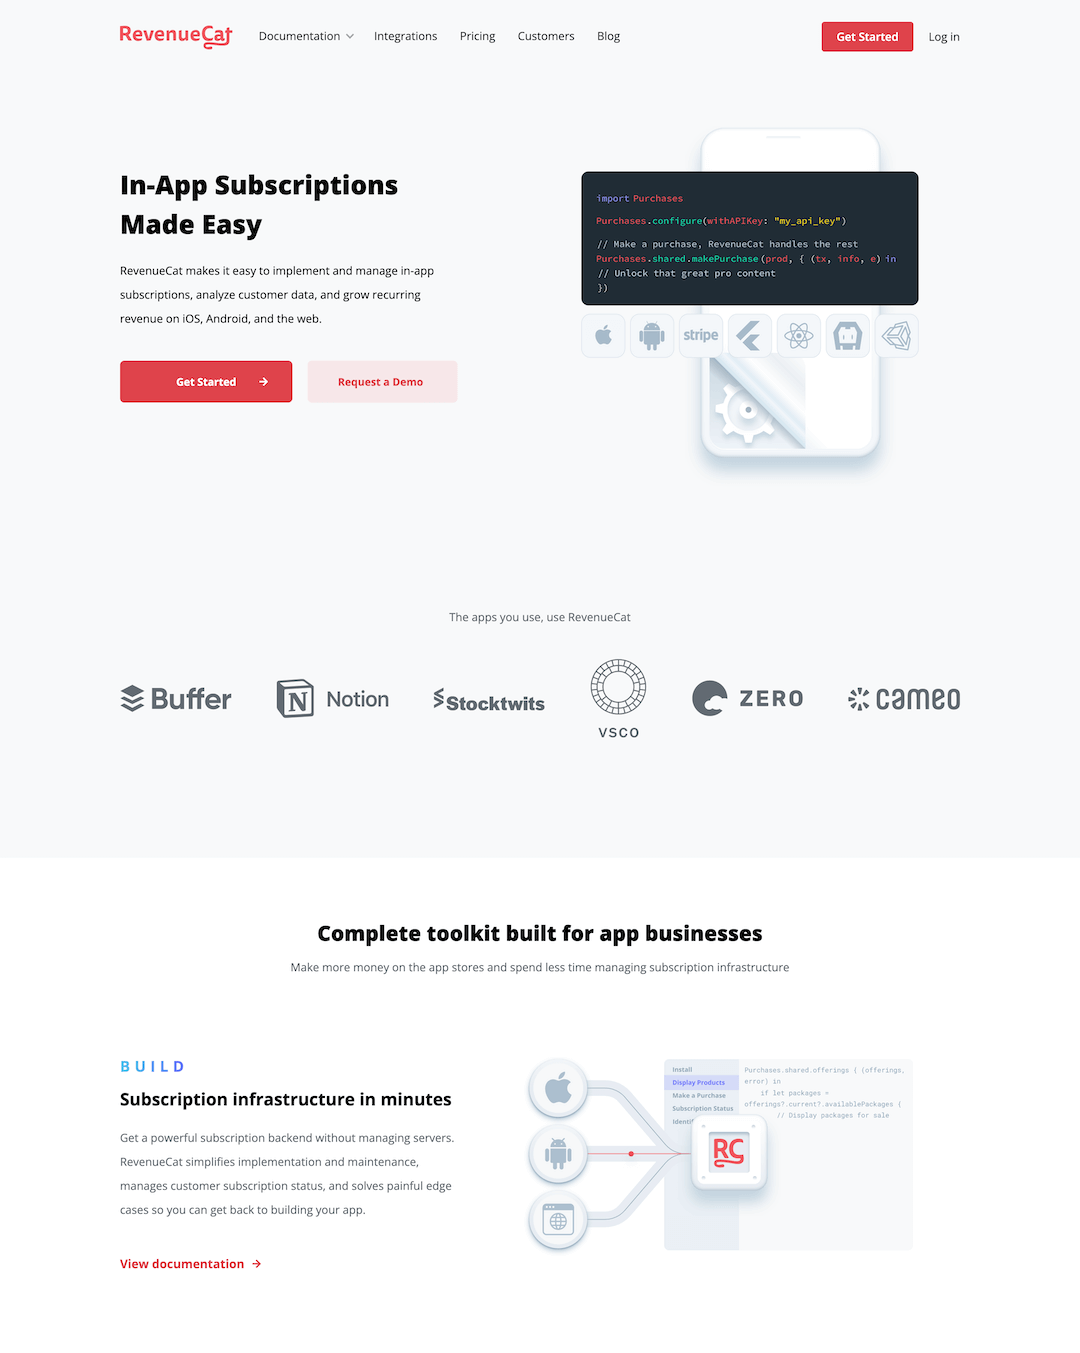 RevenueCat
Documentation
Integrations
Pricing
Customers
Blog
Get Started
Log in
In-App Subscriptions
Made Easy
RevenueCat makes it easy to implement and manage in-app
subscriptions, analyze customer data, and grow recurring
revenue on iOS, Android, and the web.
Get Started
Request a Demo
import Purchases
Purchases.configure(withAPIKey: "my_api_key")
// Make a purchase, RevenueCat handles the rest
Purchases.shared.makePurchase(prod, { (tx, info, e) in
// Unlock that great pro content
})
stripe
The apps you use, use RevenueCat
Buffer
Notion
Stocktwits
VSCO
ZERO
CAMEO
Complete toolkit built for app businesses
Make more money on the app stores and spend less time managing subscription infrastructure
BUILD
Subscription infrastructure in minutes
Get a powerful subscription backend without managing servers.
RevenueCat simplifies implementation and maintenance,
manages customer subscription status, and solves painful edge
cases so you can get back to building your app.
View documentation
Install
Display Products
Make a Purchase
Subscription Status
Purchases.shared.offerings { (offerings,
error) in
if let packages =
offerings?.current?.availablePackages {
// Display packages for sale
RC